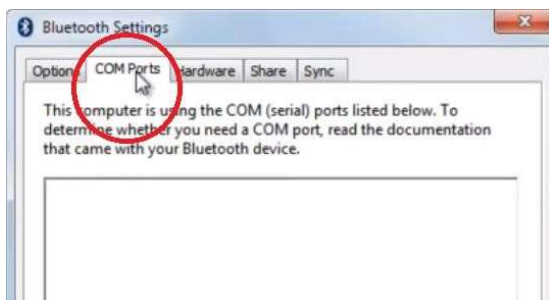 Bluetooth Settings
Options COM Ports Hardware Share Sync
This computer is using the COM (serial) ports listed below. To
determine whether you need a COM port, read the documentation
that came with your Bluetooth device.